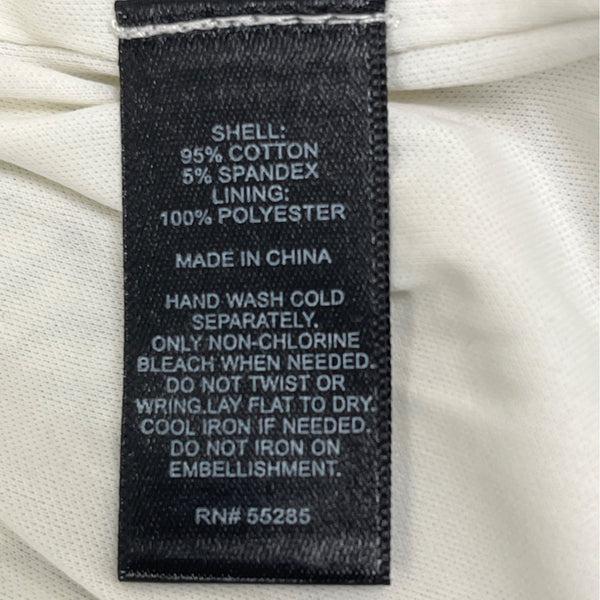 SHELL:
95% COTTON
5% SPANDEX
LINING:
100% POLYESTER
MADE IN CHINA
HAND WASH COLD
SEPARATELY.
ONLY NON-CHLORINE
BLEACH WHEN NEEDED.
DO NOT TWIST OR
WRING.LAY FLAT TO DRY.
COOL IRON IF NEEDED.
DO NOT IRON ON
EMBELLISHMENT.
RN# 55285